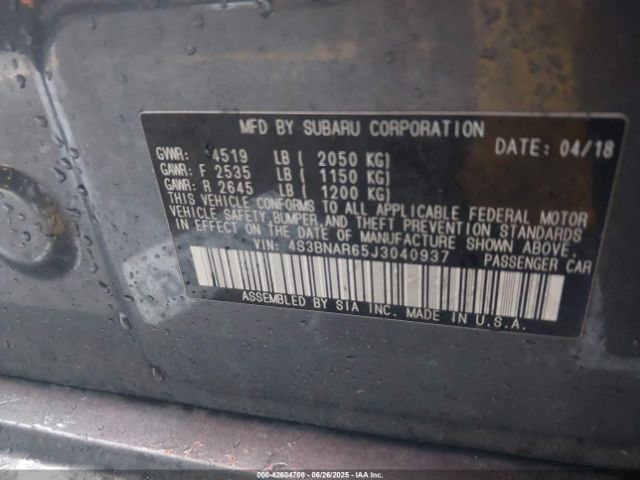 MFD BY SUBARU CORPORATION
DATE: 04/18
GVWR: 4519 LB ( 2050 KG)
GAWR: F 2535 LB ( 1150 KG)
GAWR: R 2645 LB ( 1200 KG)
THIS VEHICLE CONFORMS TO ALL APPLICABLE FEDERAL MOTOR
VEHICLE SAFETY, BUMPER, AND THEFT PREVENTION STANDARDS
IN EFFECT ON THE DATE OF MANUFACTURE SHOWN ABOVE.
VIN: 4S3BNAR65J3040937 PASSENGER CAR
ASSEMBLED BY SIA INC. MADE IN U.S.A.
000-42604708 - 06/26/2025 - IAAI.COM